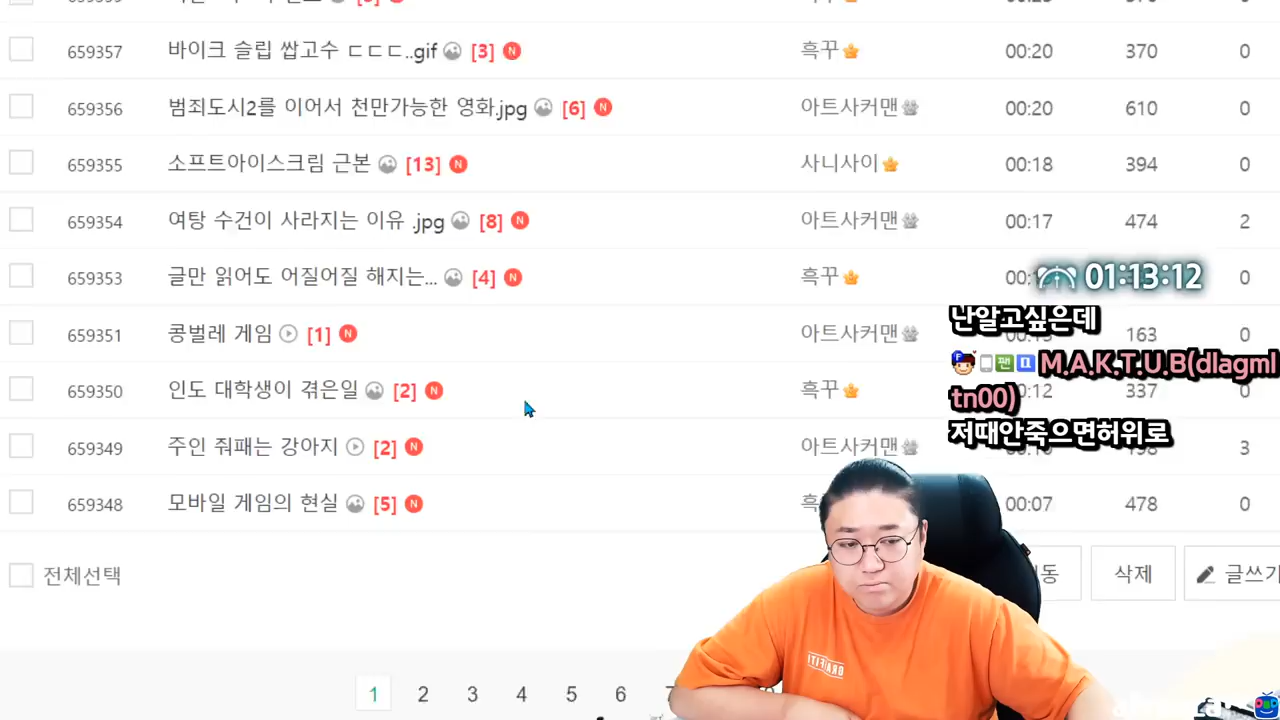 659357 바이크 슬립 쌉고수 ㄷㄷㄷ..gif [3] N 흑꾸 00:20 370 0
659356 범죄도시2를 이어서 천만가능한 영화.jpg [6] N 아트사커맨 00:20 610 0
659355 소프트아이스크림 근본 [13] N 사니사이 00:18 394 0
659354 여탕 수건이 사라지는 이유 .jpg [8] N 아트사커맨 00:17 474 2
659353 글만 읽어도 어질어질 해지는... [4] N 흑꾸 0
01:13:12
난알고싶은데
659351 콩벌레 게임 [1] N 아트사커맨 163 0
M.A.K.T.U.B(dlagml
tn00)
659350 인도 대학생이 겪은일 [2] N 흑꾸 00:12 337 0
저때안죽으면허위로
659349 주인 줘패는 강아지 [2] N 아트사커맨 3
659348 모바일 게임의 현실 [5] N 00:07 478 0
전체선택 삭제 글쓰기
GRAFITI
1 2 3 4 5 6